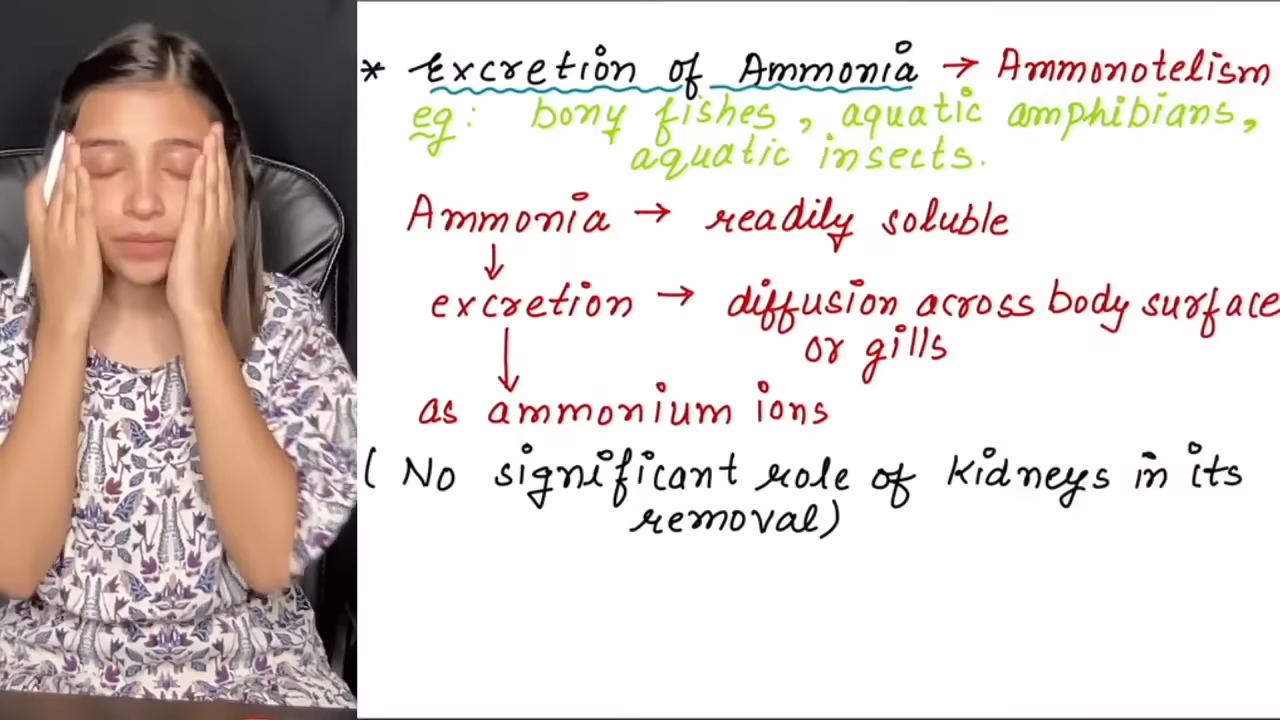 * Excretion of Ammonia → Ammonotelism
eg: bony fishes, aquatic amphibians,
aquatic insects.
Ammonia → readily soluble
↓
excretion → diffusion across body surface
or gills
↓
as ammonium ions
( No significant role of kidneys in its
removal)